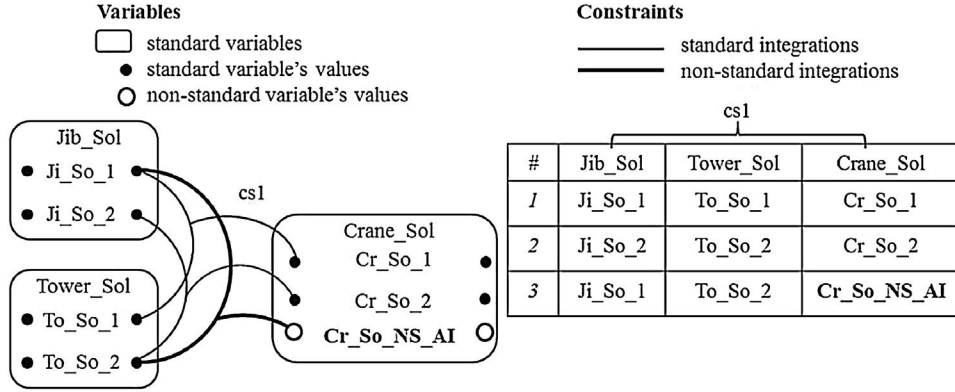 Variables
standard variables
standard variable's values
non-standard variable's values
Constraints
standard integrations
non-standard integrations
Jib_Sol
Ji_So_1
Ji_So_2
Tower_Sol
To_So_1
To_So_2
cs1
Crane_Sol
Cr_So_1
Cr_So_2
Cr_So_NS_AI
cs1
# Jib_Sol Tower_Sol Crane_Sol
1 Ji_So_1 To_So_1 Cr_So_1
2 Ji_So_2 To_So_2 Cr_So_2
3 Ji_So_1 To_So_2 Cr_So_NS_AI